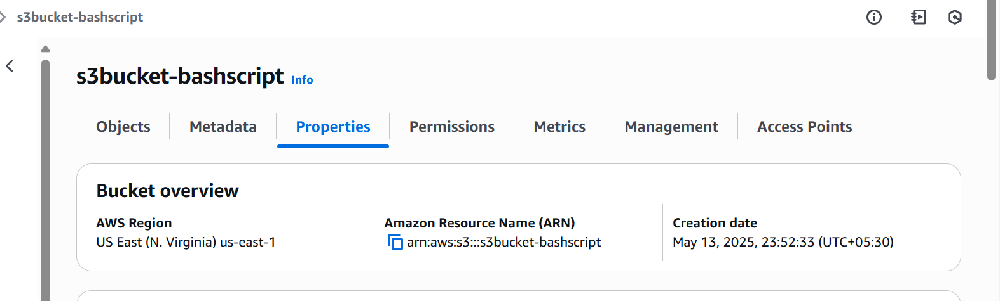 s3bucket-bashscript
s3bucket-bashscript Info
Objects Metadata Properties Permissions Metrics Management Access Points
Bucket overview
AWS Region
US East (N. Virginia) us-east-1
Amazon Resource Name (ARN)
arn:aws:s3:::s3bucket-bashscript
Creation date
May 13, 2025, 23:52:33 (UTC+05:30)